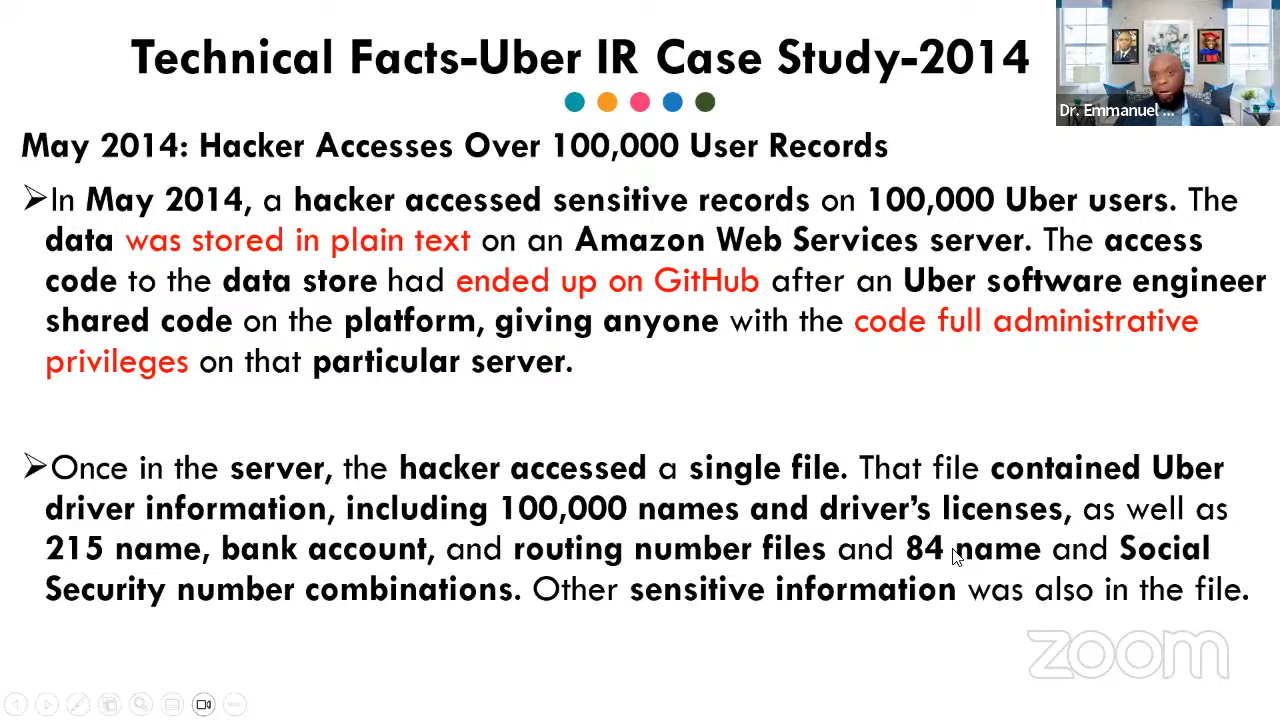 Technical Facts-Uber IR Case Study-2014
Dr. Emmanuel ...
May 2014: Hacker Accesses Over 100,000 User Records
➢In May 2014, a hacker accessed sensitive records on 100,000 Uber users. The
data was stored in plain text on an Amazon Web Services server. The access
code to the data store had ended up on GitHub after an Uber software engineer
shared code on the platform, giving anyone with the code full administrative
privileges on that particular server.
➢Once in the server, the hacker accessed a single file. That file contained Uber
driver information, including 100,000 names and driver’s licenses, as well as
215 name, bank account, and routing number files and 84 name and Social
Security number combinations. Other sensitive information was also in the file.
zoom